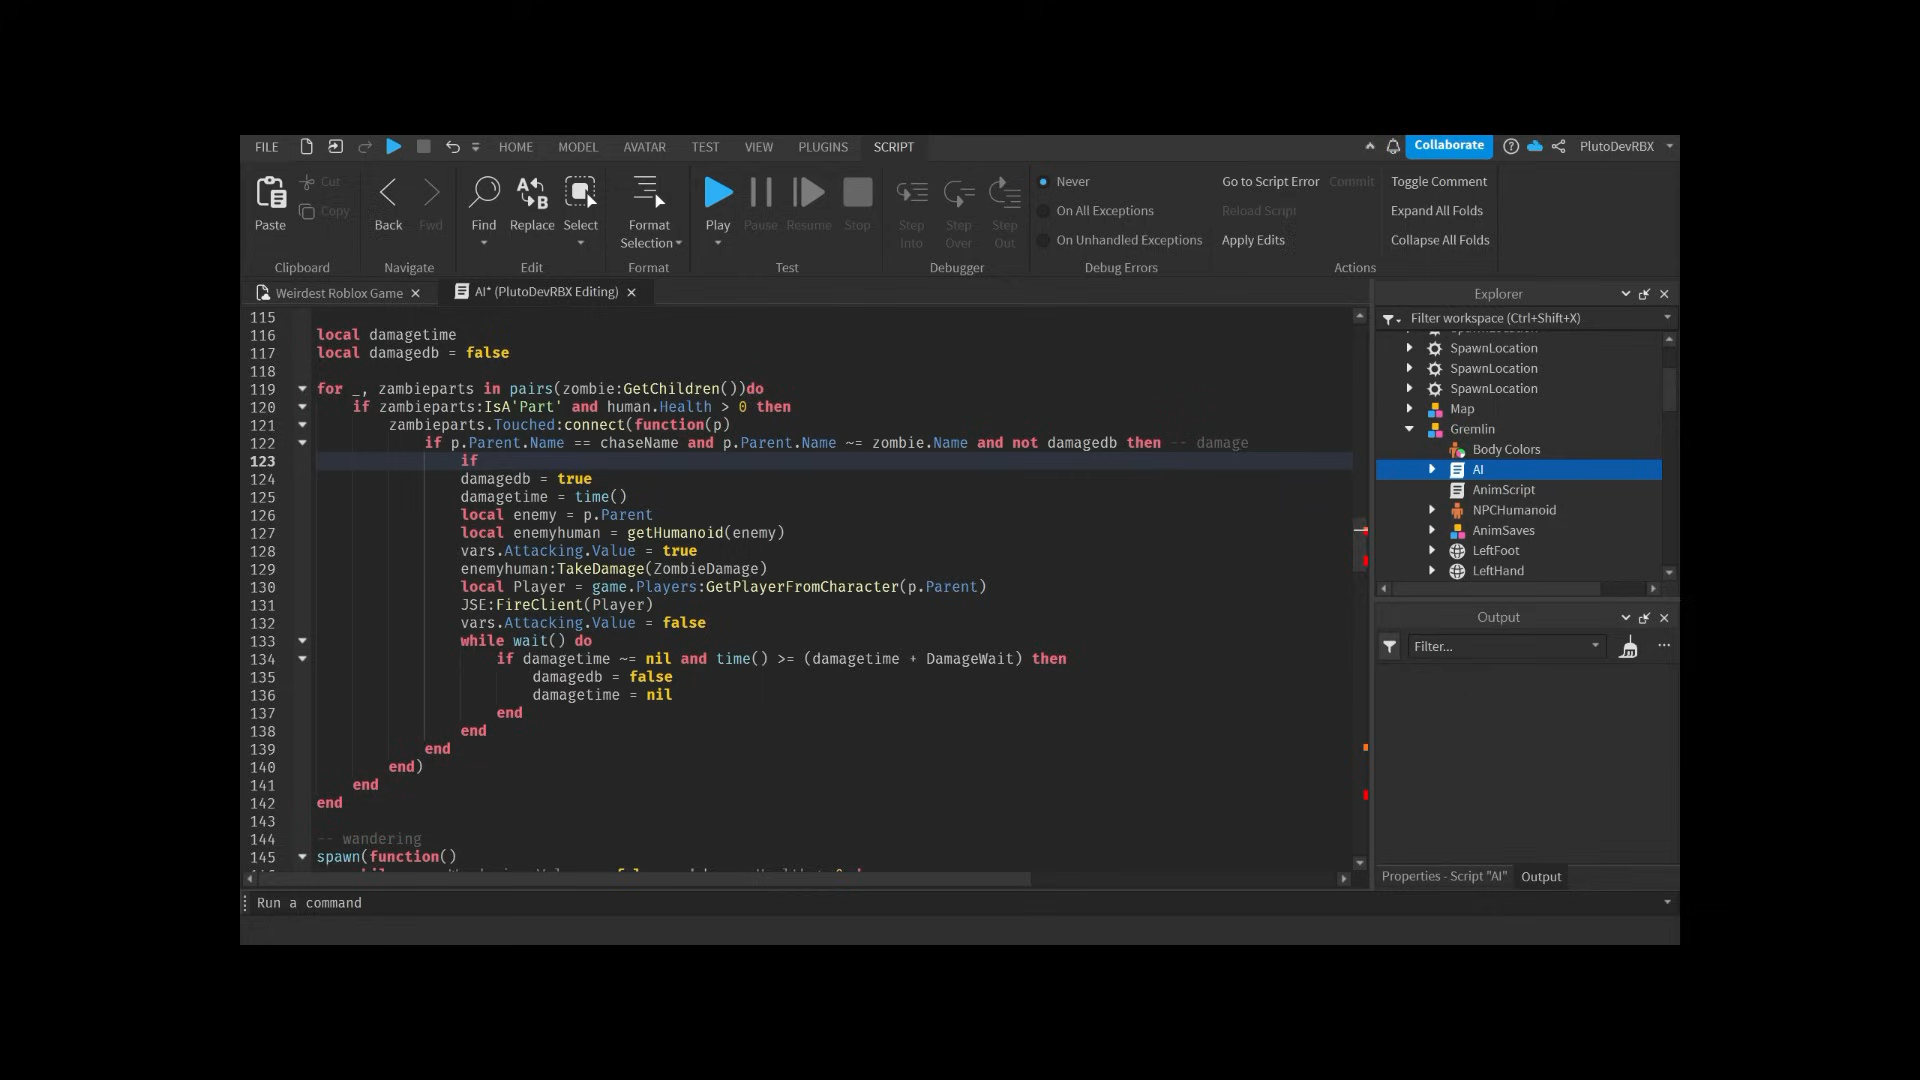 FILE HOME MODEL AVATAR TEST VIEW PLUGINS SCRIPT Collaborate PlutoDevRBX
Paste Cut Copy Back Fwd Find Replace Select Format Selection Play Pause Resume Stop Step Into Step Over Step Out
Never
On All Exceptions
On Unhandled Exceptions
Go to Script Error Commit
Reload Script
Apply Edits
Toggle Comment
Expand All Folds
Collapse All Folds
Clipboard Navigate Edit Format Test Debugger Debug Errors Actions
Weirdest Roblox Game AI* (PlutoDevRBX Editing)
115
116 local damagetime
117 local damagedb = false
118
119 for _, zambieparts in pairs(zombie:GetChildren())do
120 if zambieparts:IsA'Part' and human.Health > 0 then
121 zambieparts.Touched:connect(function(p)
122 if p.Parent.Name == chaseName and p.Parent.Name ~= zombie.Name and not damagedb then -- damage
123 if
124 damagedb = true
125 damagetime = time()
126 local enemy = p.Parent
127 local enemyhuman = getHumanoid(enemy)
128 vars.Attacking.Value = true
129 enemyhuman:TakeDamage(ZombieDamage)
130 local Player = game.Players:GetPlayerFromCharacter(p.Parent)
131 JSE:FireClient(Player)
132 vars.Attacking.Value = false
133 while wait() do
134 if damagetime ~= nil and time() >= (damagetime + DamageWait) then
135 damagedb = false
136 damagetime = nil
137 end
138 end
139 end
140 end)
141 end
142 end
143
144 -- wandering
145 spawn(function()
Explorer
Filter workspace (Ctrl+Shift+X)
SpawnLocation
SpawnLocation
SpawnLocation
SpawnLocation
Map
Gremlin
Body Colors
AI
AnimScript
NPCHumanoid
AnimSaves
LeftFoot
LeftHand
Output
Filter...
Properties - Script "AI" Output
Run a command